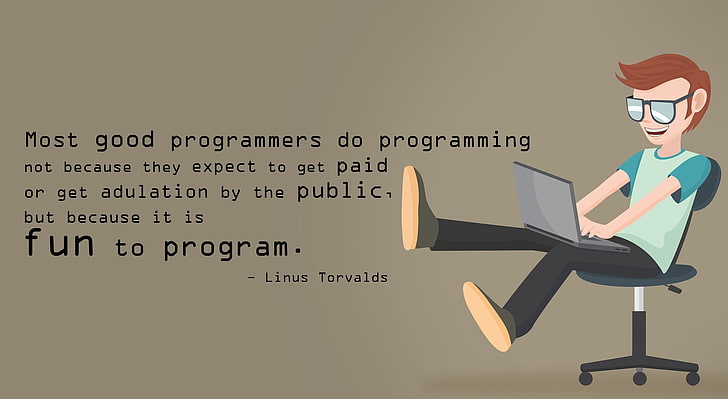 Most good programmers do programming
not because they expect to get paid
or get adulation by the public,
but because it is
fun to program.
- Linus Torvalds